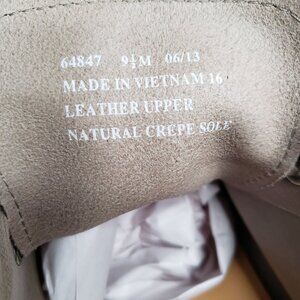 64847 9½M 06/13
MADE IN VIETNAM 16
LEATHER UPPER
NATURAL CREPE SOLE